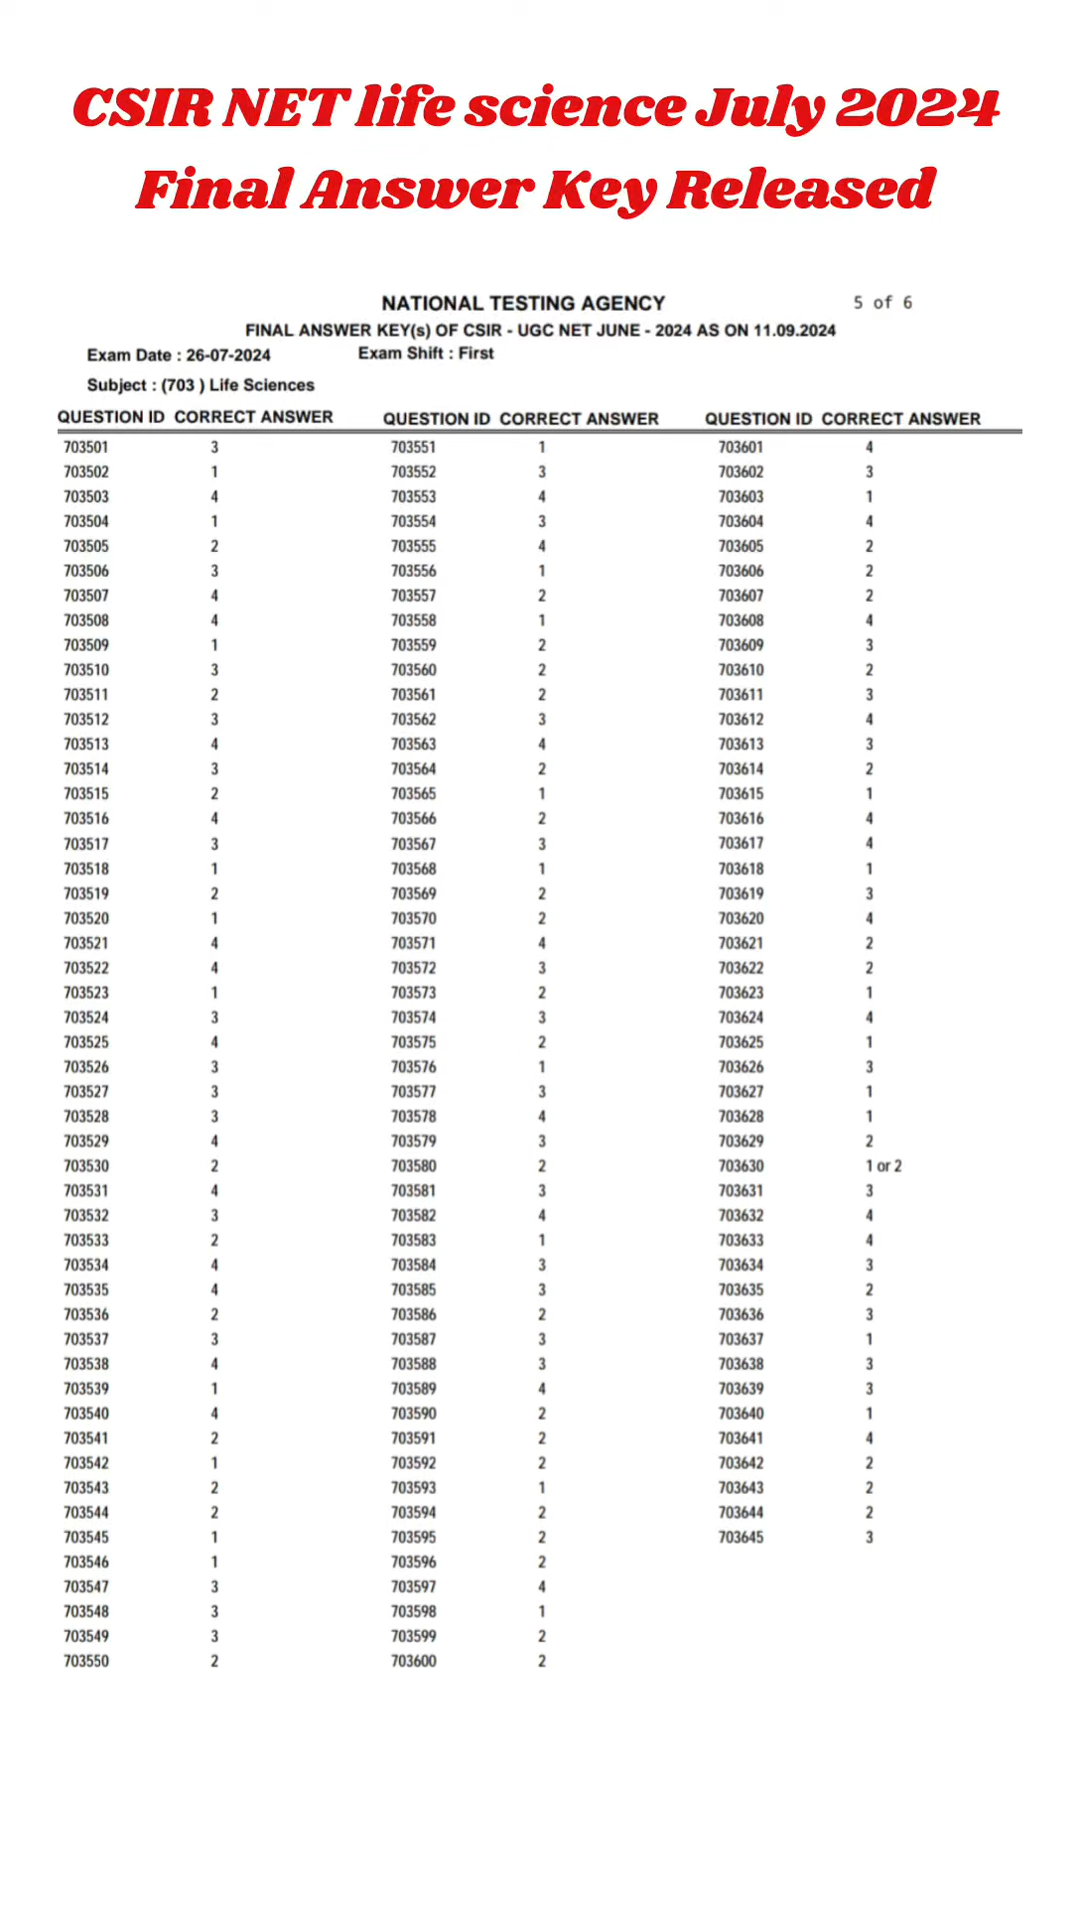 CSIR NET life science July 2024
Final Answer Key Released
NATIONAL TESTING AGENCY 5 of 6
FINAL ANSWER KEY(s) OF CSIR - UGC NET JUNE - 2024 AS ON 11.09.2024
Exam Date : 26-07-2024 Exam Shift : First
Subject : (703 ) Life Sciences
QUESTION ID CORRECT ANSWER QUESTION ID CORRECT ANSWER QUESTION ID CORRECT ANSWER
703501 3 703551 1 703601 4
703502 1 703552 3 703602 3
703503 4 703553 4 703603 1
703504 1 703554 3 703604 4
703505 2 703555 4 703605 2
703506 3 703556 1 703606 2
703507 4 703557 2 703607 2
703508 4 703558 1 703608 4
703509 1 703559 2 703609 3
703510 3 703560 2 703610 2
703511 2 703561 2 703611 3
703512 3 703562 3 703612 4
703513 4 703563 4 703613 3
703514 3 703564 2 703614 2
703515 2 703565 1 703615 1
703516 4 703566 2 703616 4
703517 3 703567 3 703617 4
703518 1 703568 1 703618 1
703519 2 703569 2 703619 3
703520 1 703570 2 703620 4
703521 4 703571 4 703621 2
703522 4 703572 3 703622 2
703523 1 703573 2 703623 1
703524 3 703574 3 703624 4
703525 4 703575 2 703625 1
703526 3 703576 1 703626 3
703527 3 703577 3 703627 1
703528 3 703578 4 703628 1
703529 4 703579 3 703629 2
703530 2 703580 2 703630 1 or 2
703531 4 703581 3 703631 3
703532 3 703582 4 703632 4
703533 2 703583 1 703633 4
703534 4 703584 3 703634 3
703535 4 703585 3 703635 2
703536 2 703586 2 703636 3
703537 3 703587 3 703637 1
703538 4 703588 3 703638 3
703539 1 703589 4 703639 3
703540 4 703590 2 703640 1
703541 2 703591 2 703641 4
703542 1 703592 2 703642 2
703543 2 703593 1 703643 2
703544 2 703594 2 703644 2
703545 1 703595 2 703645 3
703546 1 703596 2
703547 3 703597 4
703548 3 703598 1
703549 3 703599 2
703550 2 703600 2